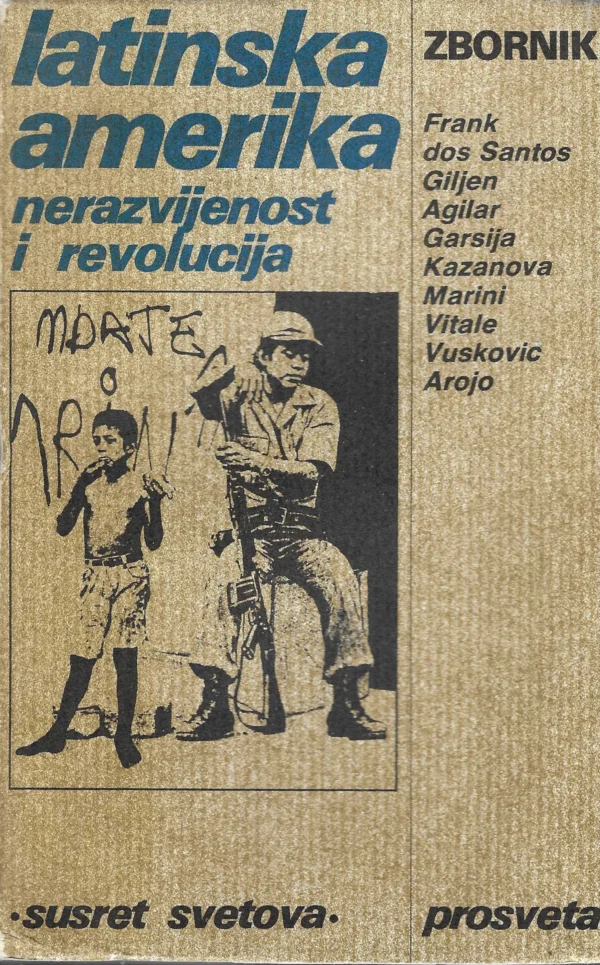 latinska
amerika
nerazvijenost
i revolucija
ZBORNIK
Frank
dos Santos
Giljen
Agilar
Garsija
Kazanova
Marini
Vitale
Vuskovic
Arojo
MDATE
O
•susret svetova•
prosveta